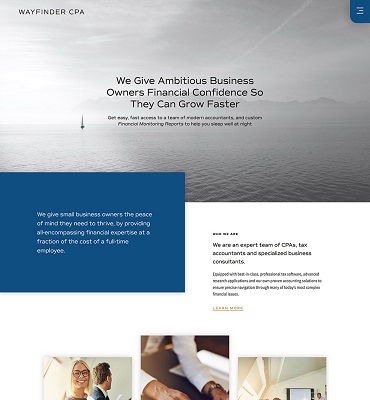 WAYFINDER CPA
We Give Ambitious Business
Owners Financial Confidence So
They Can Grow Faster
Get easy, fast access to a team of modern accountants, and custom
Financial Monitoring Reports to help you sleep well at night
We give small business owners the peace
of mind they need to thrive, by providing
all-encompassing financial expertise at a
fraction of the cost of a full-time
employee.
WHO WE ARE
We are an expert team of CPAs, tax
accountants and specialized business
consultants.
Equipped with best-in-class, professional tax software, advanced
research applications and our own proven accounting solutions to
ensure precise navigation through many of today's most complex
financial issues.
LEARN MORE